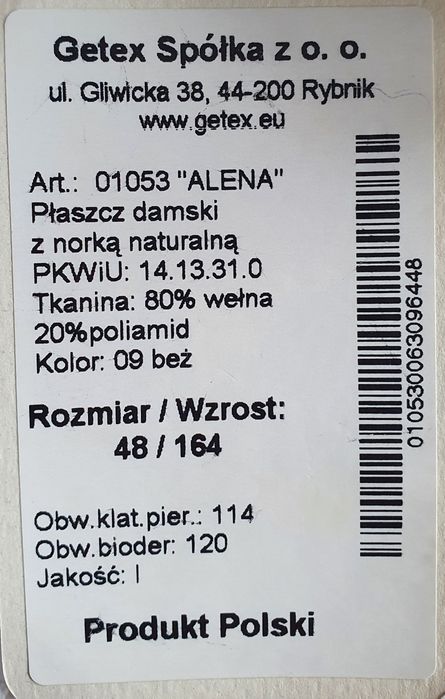 Getex Spółka z o. o.
ul. Gliwicka 38, 44-200 Rybnik
www.getex.eu
Art.: 01053 "ALENA"
Płaszcz damski
z norką naturalną
PKWiU: 14.13.31.0
Tkanina: 80% wełna
20%poliamid
Kolor: 09 beż
Rozmiar / Wzrost:
48 / 164
Obw.klat.pier.: 114
Obw.bioder: 120
Jakość: I
Produkt Polski
010530063096448